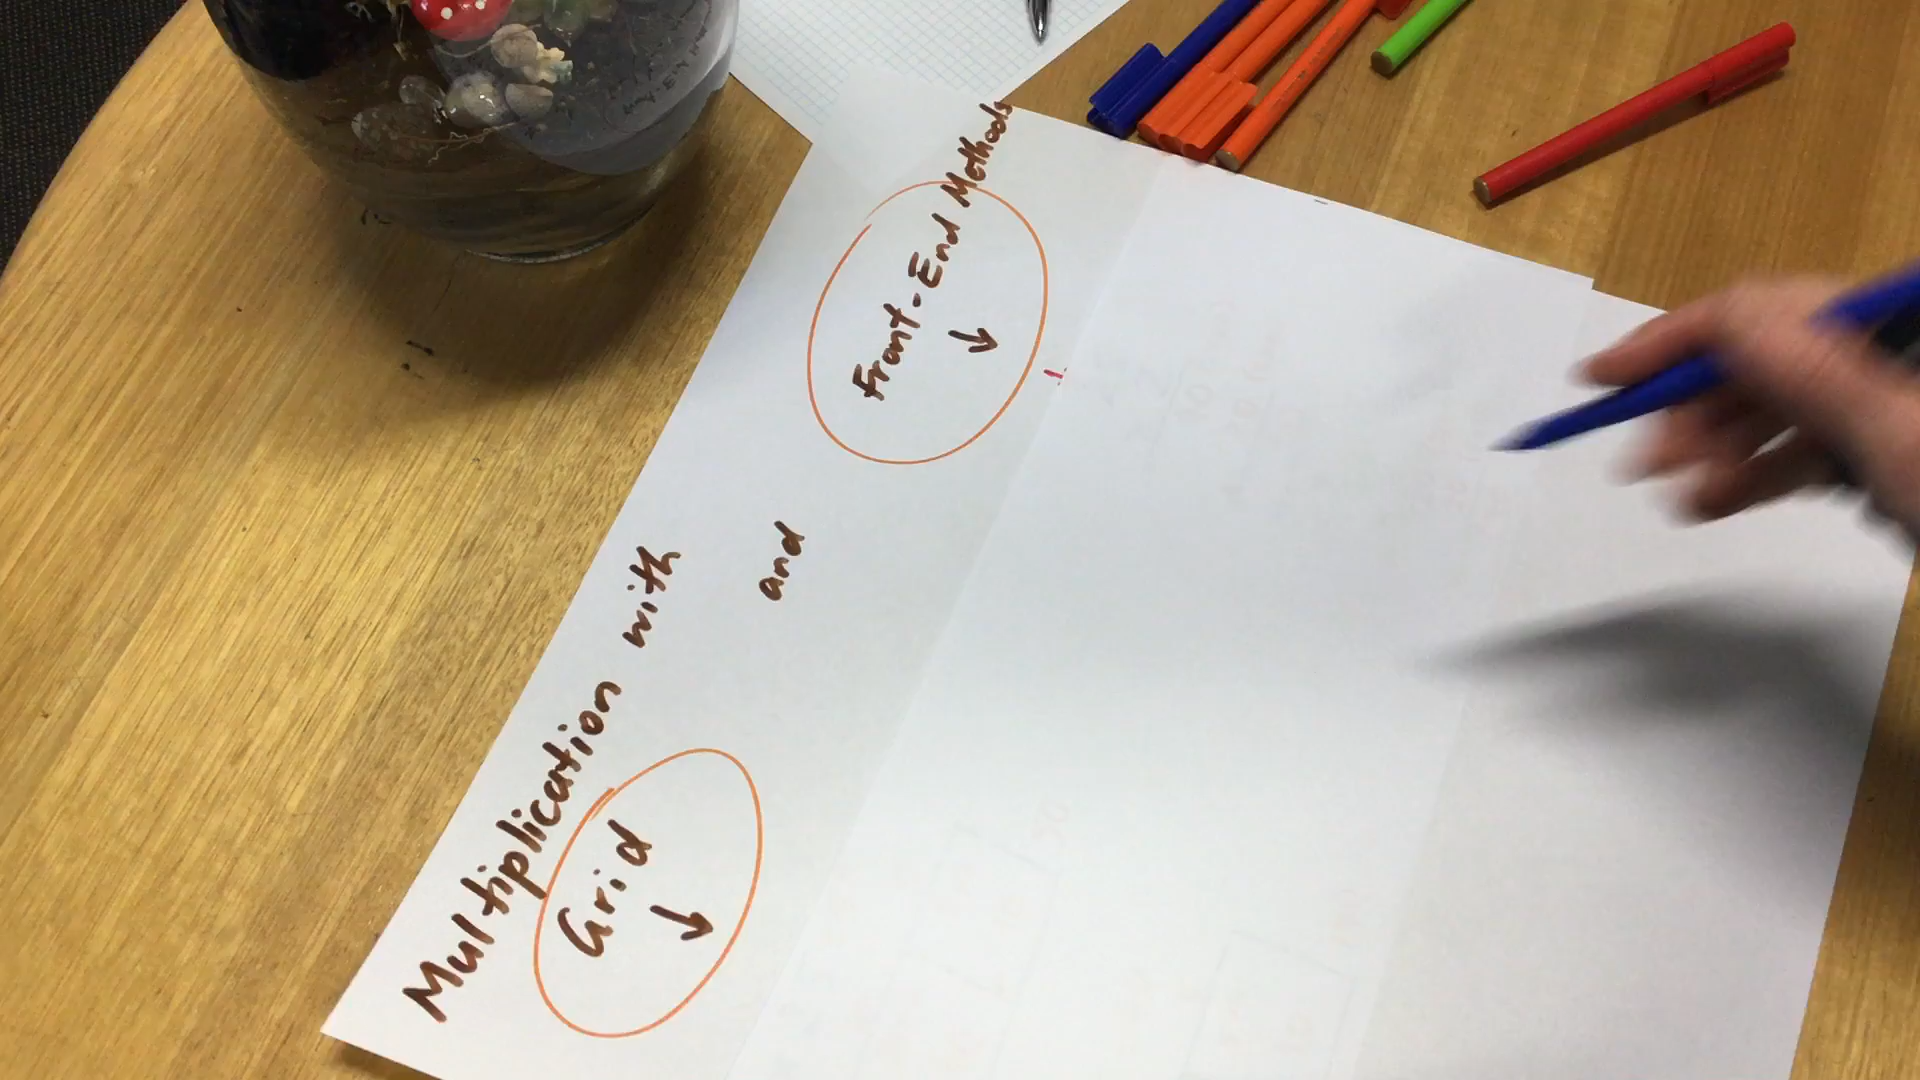 Multiplication with
Grid and Front-End Methods
↓ ↓